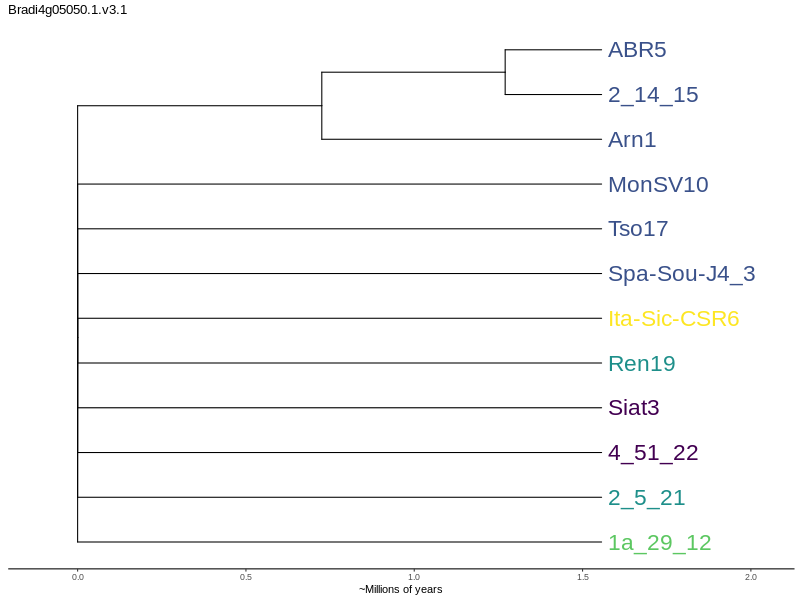 Bradi4g05050.1.v3.1
ABR5
2_14_15
Arn1
MonSV10
Tso17
Spa-Sou-J4_3
Ita-Sic-CSR6
Ren19
Siat3
4_51_22
2_5_21
1a_29_12
0.0 0.5 1.0 1.5 2.0
~Millions of years